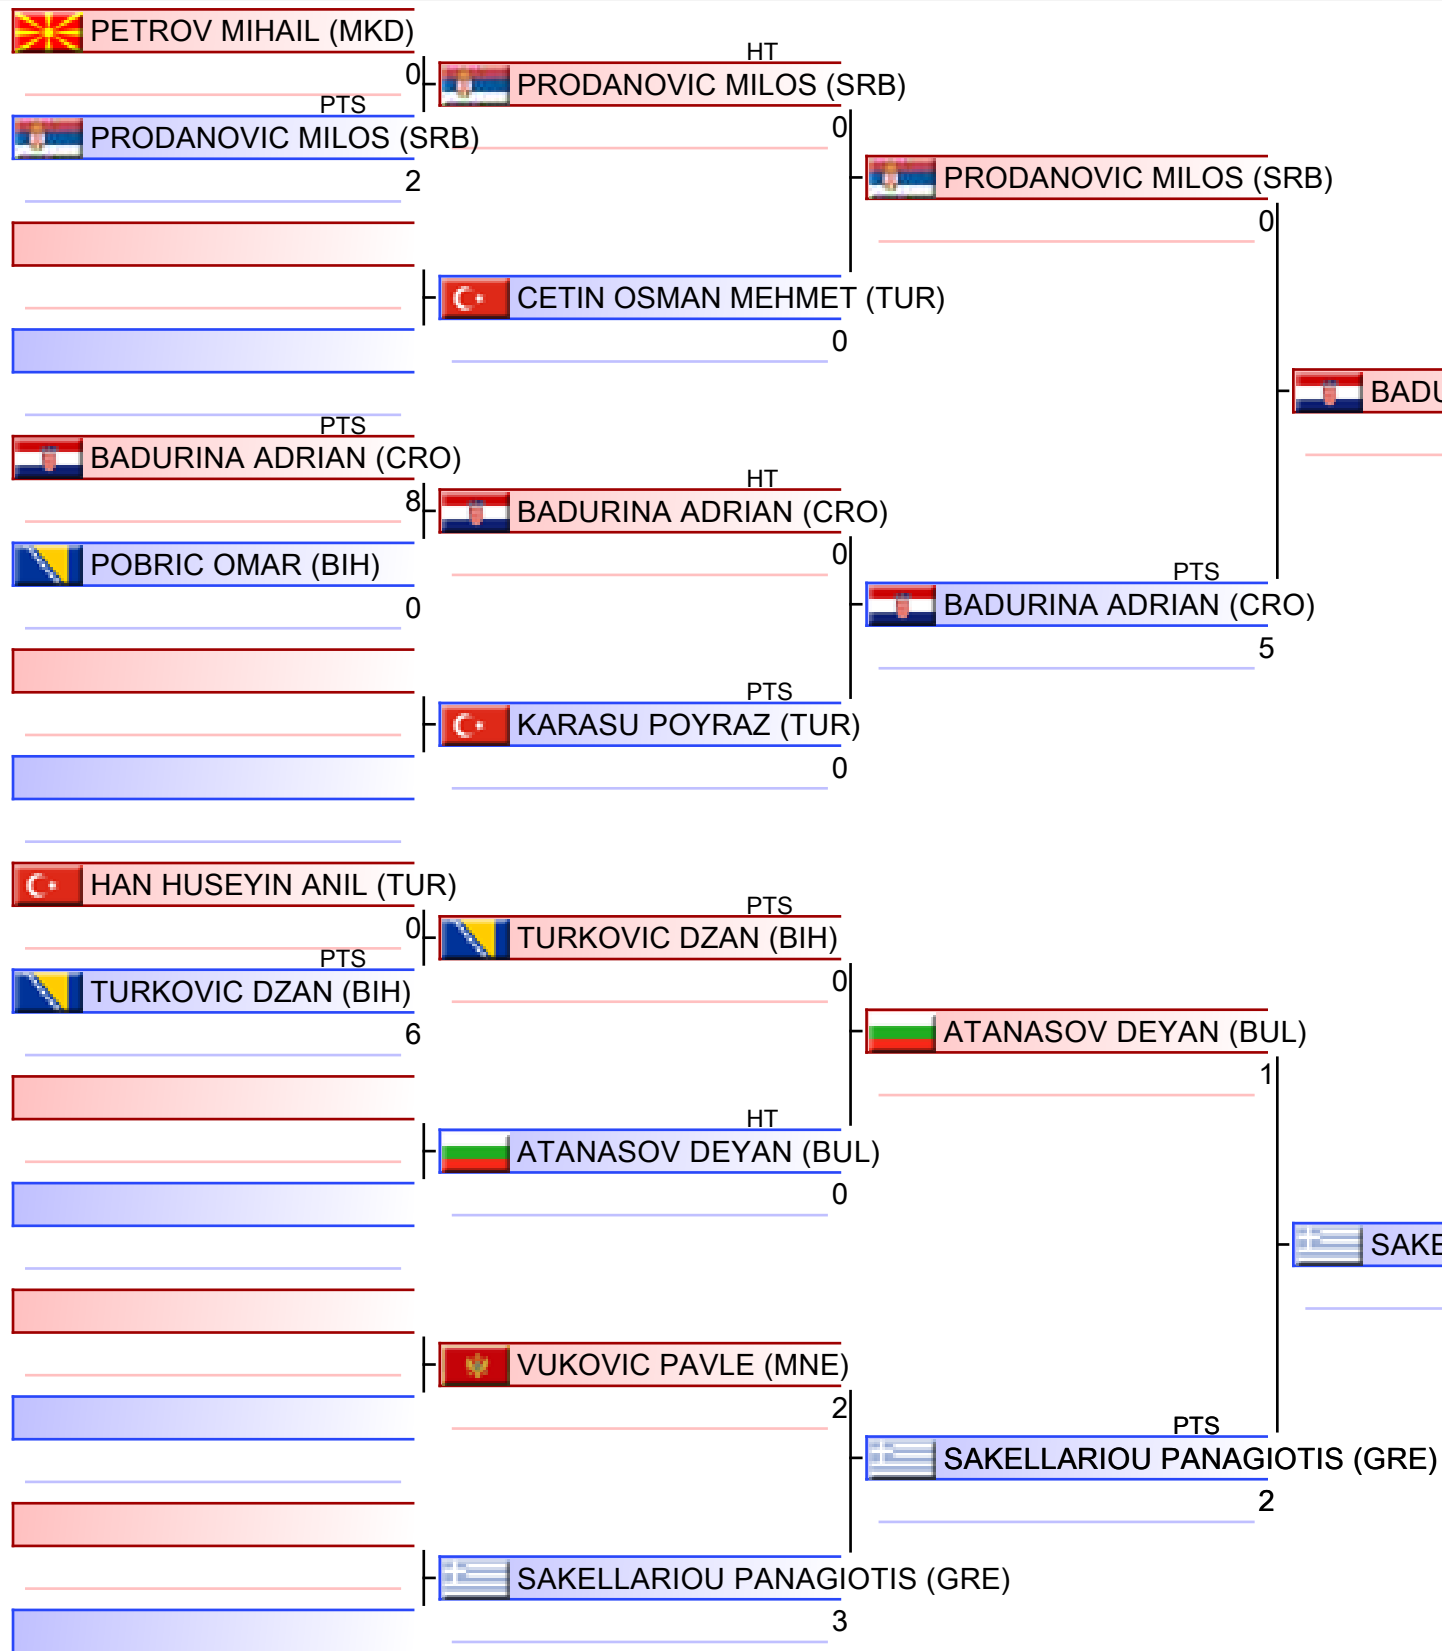 PETROV MIHAIL (MKD)
0
PTS
PRODANOVIC MILOS (SRB)
2
PTS
BADURINA ADRIAN (CRO)
8
POBRIC OMAR (BIH)
0
HAN HUSEYIN ANIL (TUR)
0
PTS
TURKOVIC DZAN (BIH)
6
HT
PRODANOVIC MILOS (SRB)
0
CETIN OSMAN MEHMET (TUR)
0
HT
BADURINA ADRIAN (CRO)
0
PTS
KARASU POYRAZ (TUR)
0
PTS
TURKOVIC DZAN (BIH)
0
HT
ATANASOV DEYAN (BUL)
0
VUKOVIC PAVLE (MNE)
2
SAKELLARIOU PANAGIOTIS (GRE)
3
PRODANOVIC MILOS (SRB)
0
PTS
BADURINA ADRIAN (CRO)
5
ATANASOV DEYAN (BUL)
1
PTS
SAKELLARIOU PANAGIOTIS (GRE)
2